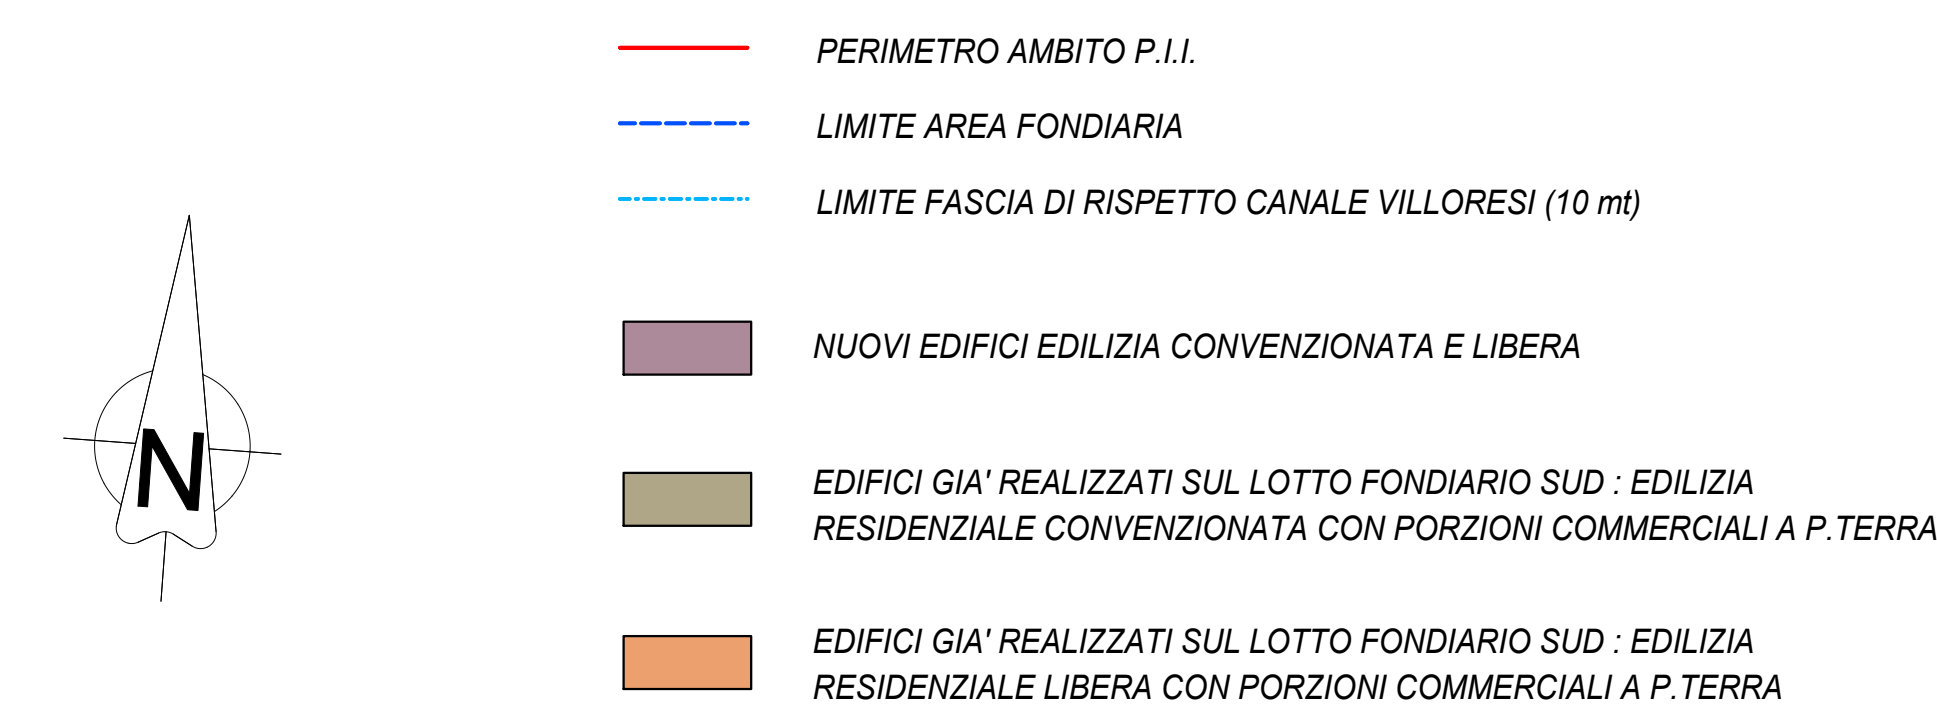 PERIMETRO AMBITO P.I.I.
LIMITE AREA FONDIARIA
LIMITE FASCIA DI RISPETTO CANALE VILLORESI (10 mt)
N
NUOVI EDIFICI EDILIZIA CONVENZIONATA E LIBERA
EDIFICI GIA' REALIZZATI SUL LOTTO FONDIARIO SUD : EDILIZIA
RESIDENZIALE CONVENZIONATA CON PORZIONI COMMERCIALI A P.TERRA
EDIFICI GIA' REALIZZATI SUL LOTTO FONDIARIO SUD : EDILIZIA
RESIDENZIALE LIBERA CON PORZIONI COMMERCIALI A P.TERRA